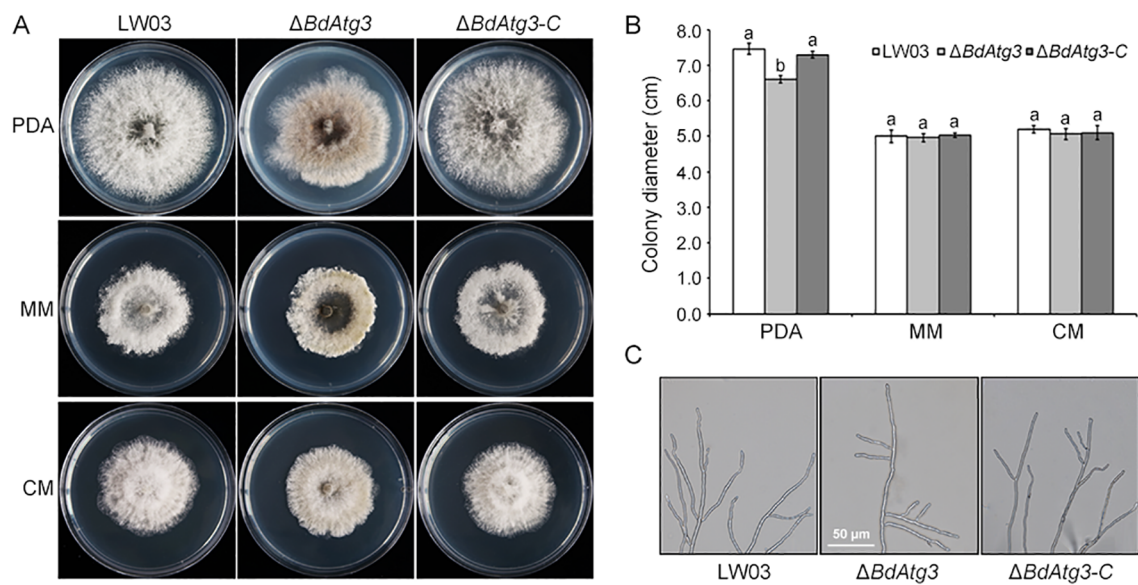 A
LW03 ΔBdAtg3 ΔBdAtg3-C
PDA
MM
CM
B
8.0
7.0
6.0
5.0
4.0
3.0
2.0
1.0
0.0
Colony diameter (cm)
LW03 ΔBdAtg3 ΔBdAtg3-C
a b a
a a a
a a a
PDA MM CM
C
50 µm
LW03 ΔBdAtg3 ΔBdAtg3-C